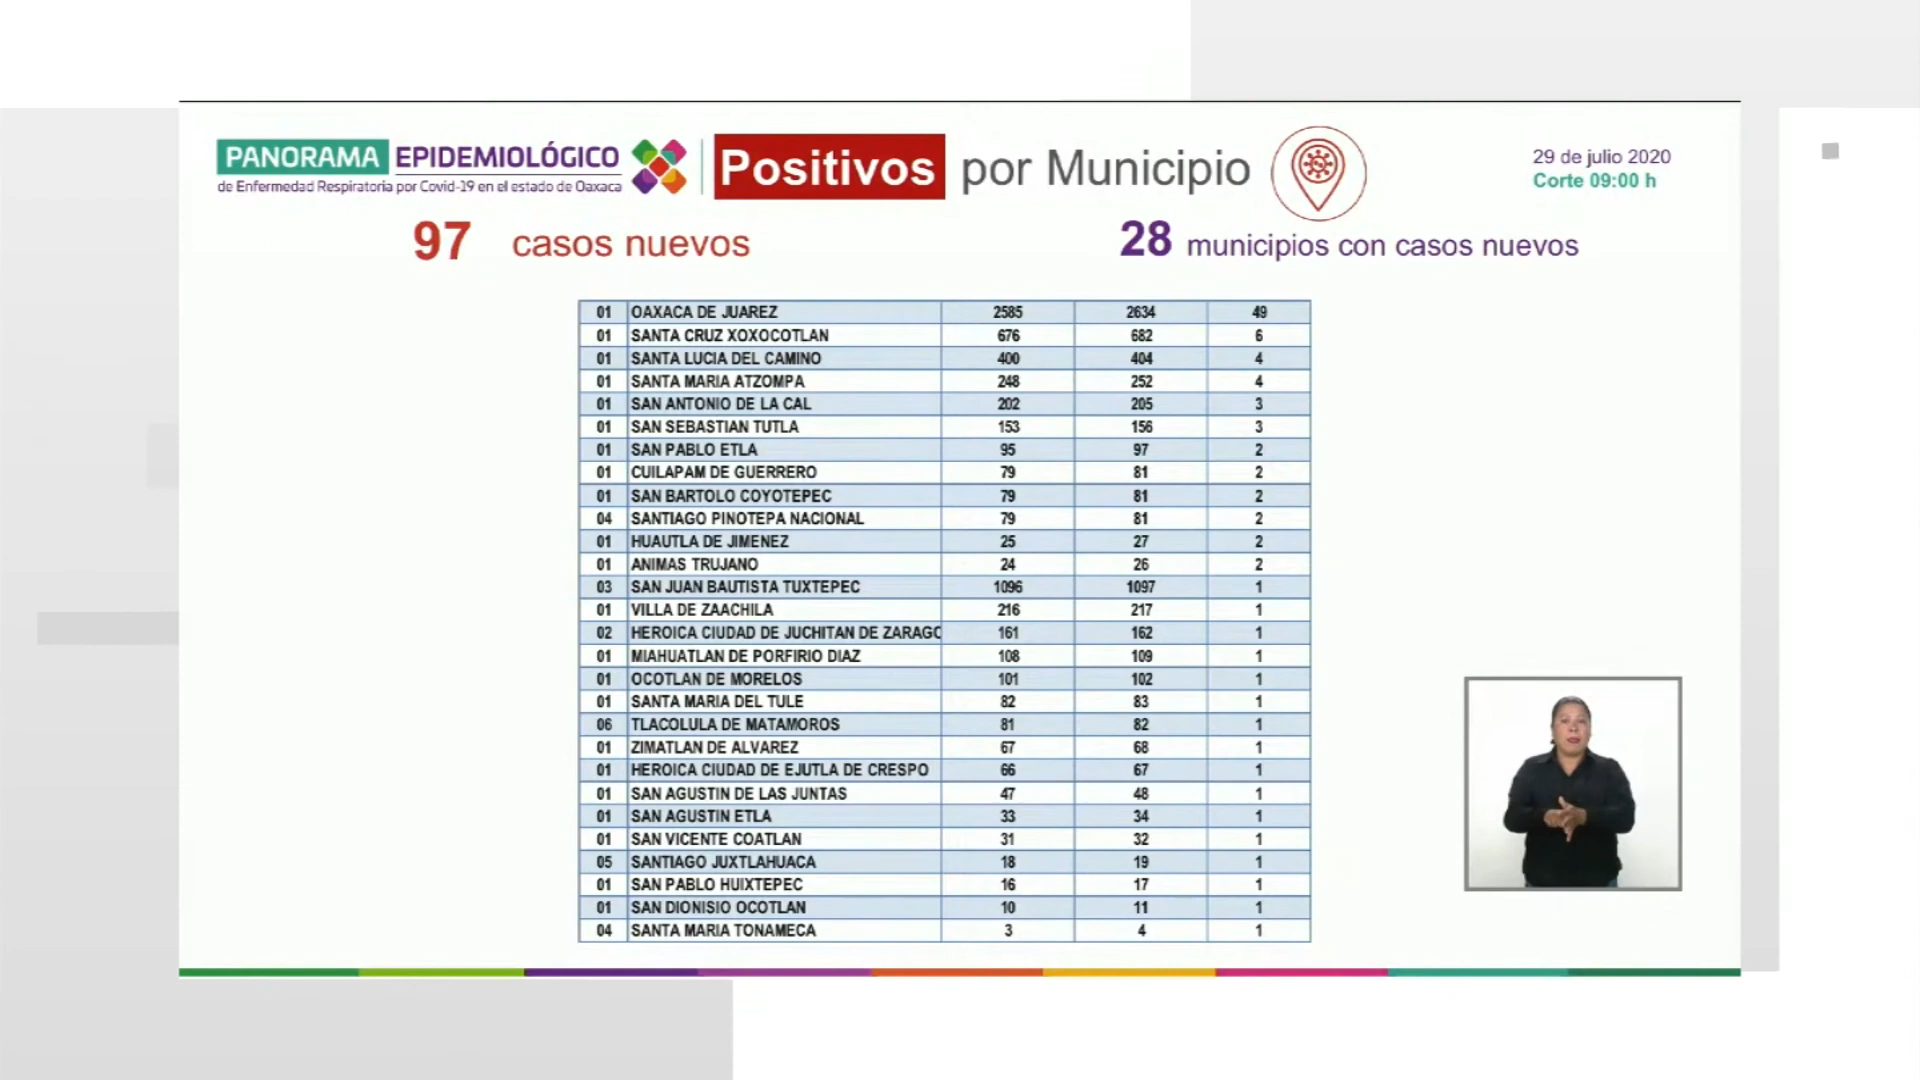 PANORAMA EPIDEMIOLÓGICO
de Enfermedad Respiratoria por Covid-19 en el estado de Oaxaca
Positivos por Municipio
29 de julio 2020
Corte 09:00 h
97 casos nuevos
28 municipios con casos nuevos
01 OAXACA DE JUAREZ 2585 2634 49
01 SANTA CRUZ XOXOCOTLAN 676 682 6
01 SANTA LUCIA DEL CAMINO 400 404 4
01 SANTA MARIA ATZOMPA 248 252 4
01 SAN ANTONIO DE LA CAL 202 205 3
01 SAN SEBASTIAN TUTLA 153 156 3
01 SAN PABLO ETLA 95 97 2
01 CUILAPAM DE GUERRERO 79 81 2
01 SAN BARTOLO COYOTEPEC 79 81 2
04 SANTIAGO PINOTEPA NACIONAL 79 81 2
01 HUAUTLA DE JIMENEZ 25 27 2
01 ANIMAS TRUJANO 24 26 2
03 SAN JUAN BAUTISTA TUXTEPEC 1096 1097 1
01 VILLA DE ZAACHILA 216 217 1
02 HEROICA CIUDAD DE JUCHITAN DE ZARAGO 161 162 1
01 MIAHUATLAN DE PORFIRIO DIAZ 108 109 1
01 OCOTLAN DE MORELOS 101 102 1
01 SANTA MARIA DEL TULE 82 83 1
06 TLACOLULA DE MATAMOROS 81 82 1
01 ZIMATLAN DE ALVAREZ 67 68 1
01 HEROICA CIUDAD DE EJUTLA DE CRESPO 66 67 1
01 SAN AGUSTIN DE LAS JUNTAS 47 48 1
01 SAN AGUSTIN ETLA 33 34 1
01 SAN VICENTE COATLAN 31 32 1
05 SANTIAGO JUXTLAHUACA 18 19 1
01 SAN PABLO HUIXTEPEC 16 17 1
01 SAN DIONISIO OCOTLAN 10 11 1
04 SANTA MARIA TONAMECA 3 4 1